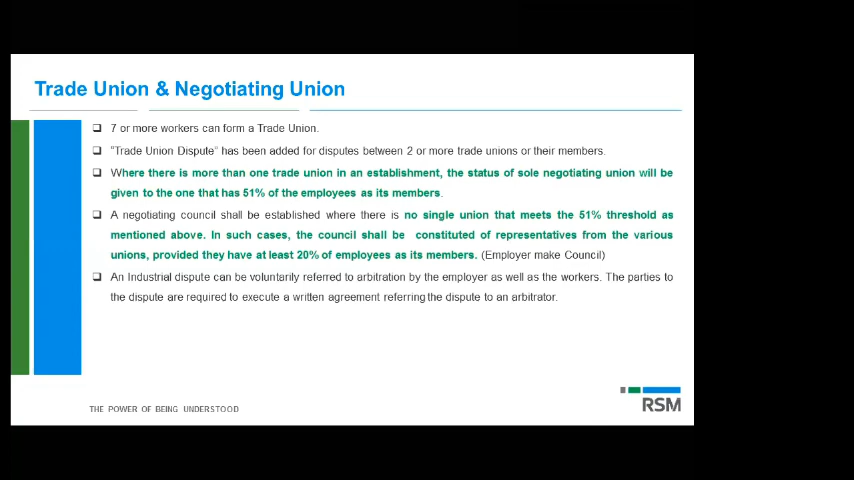 Trade Union & Negotiating Union
7 or more workers can form a Trade Union.
"Trade Union Dispute" has been added for disputes between 2 or more trade unions or their members.
Where there is more than one trade union in an establishment, the status of sole negotiating union will be
given to the one that has 51% of the employees as its members.
A negotiating council shall be established where there is no single union that meets the 51% threshold as
mentioned above. In such cases, the council shall be constituted of representatives from the various
unions, provided they have at least 20% of employees as its members. (Employer make Council)
An Industrial dispute can be voluntarily referred to arbitration by the employer as well as the workers. The parties to
the dispute are required to execute a written agreement referring the dispute to an arbitrator.
THE POWER OF BEING UNDERSTOOD
RSM